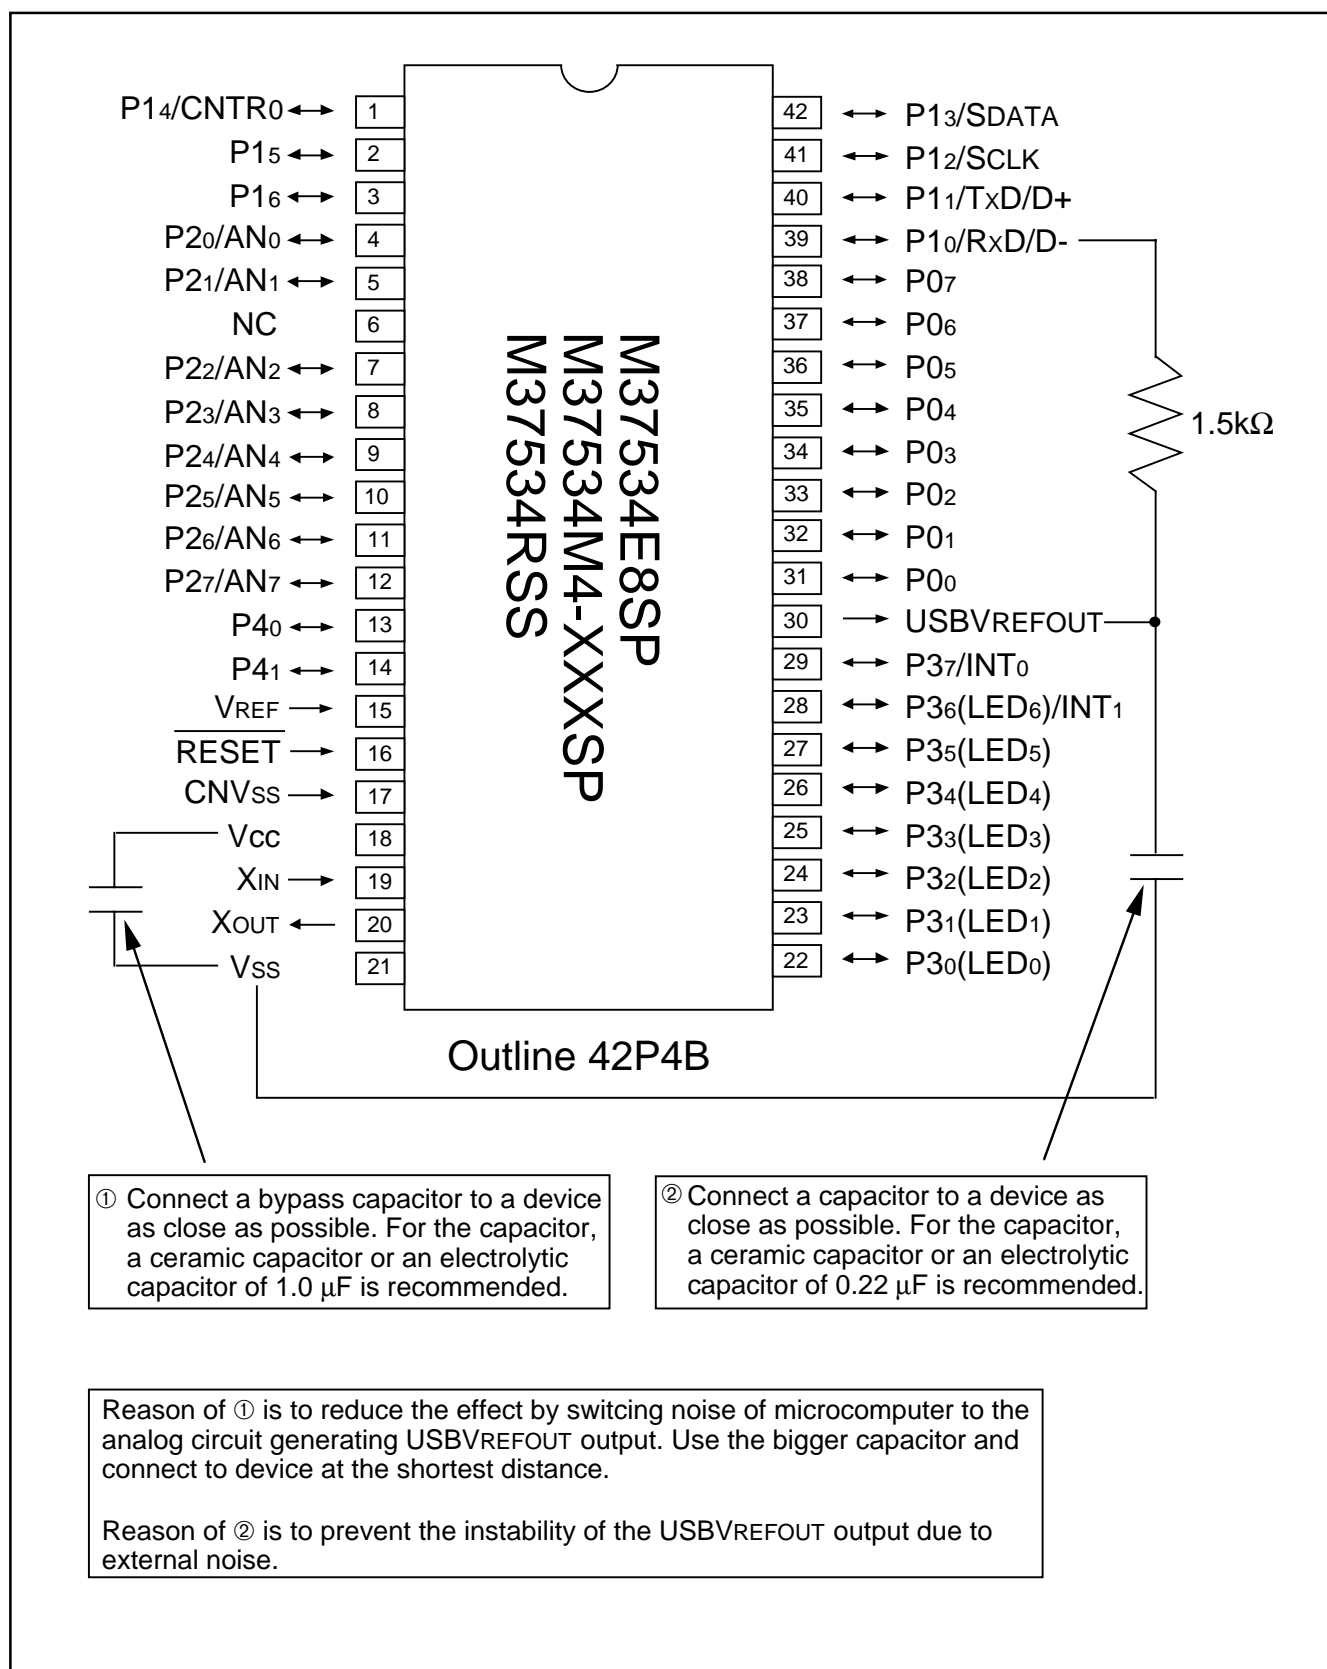 P14/CNTR0 1
P15 2
P16 3
P20/AN0 4
P21/AN1 5
NC 6
P22/AN2 7
P23/AN3 8
P24/AN4 9
P25/AN5 10
P26/AN6 11
P27/AN7 12
P40 13
P41 14
VREF 15
RESET 16
CNVSS 17
Vcc 18
XIN 19
XOUT 20
VSS 21
M37534E8SP
M37534M4-XXXSP
M37534RSS
42 P13/SDATA
41 P12/SCLK
40 P11/TXD/D+
39 P10/RXD/D-
38 P07
37 P06
36 P05
35 P04
34 P03
33 P02
32 P01
31 P00
30 USBVREFOUT
29 P37/INT0
28 P36(LED6)/INT1
27 P35(LED5)
26 P34(LED4)
25 P33(LED3)
24 P32(LED2)
23 P31(LED1)
22 P30(LED0)
1.5kΩ
Outline 42P4B
① Connect a bypass capacitor to a device
as close as possible. For the capacitor,
a ceramic capacitor or an electrolytic
capacitor of 1.0 μF is recommended.
② Connect a capacitor to a device as
close as possible. For the capacitor,
a ceramic capacitor or an electrolytic
capacitor of 0.22 μF is recommended.
Reason of ① is to reduce the effect by switcing noise of microcomputer to the
analog circuit generating USBVREFOUT output. Use the bigger capacitor and
connect to device at the shortest distance.
Reason of ② is to prevent the instability of the USBVREFOUT output due to
external noise.